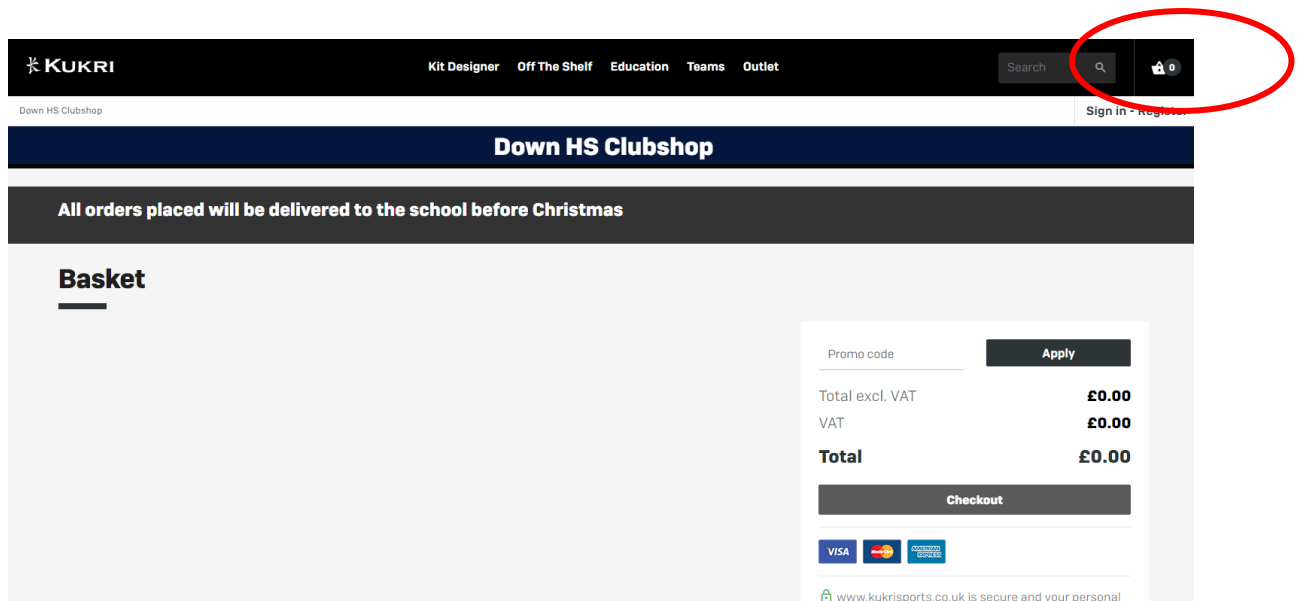 KUKRI Kit Designer Off The Shelf Education Teams Outlet Search 0
Down HS Clubshop Sign in - Register
Down HS Clubshop
All orders placed will be delivered to the school before Christmas
Basket
Promo code Apply
Total excl. VAT £0.00
VAT £0.00
Total £0.00
Checkout
VISA MasterCard AMERICAN EXPRESS
www.kukrisports.co.uk is secure and your personal